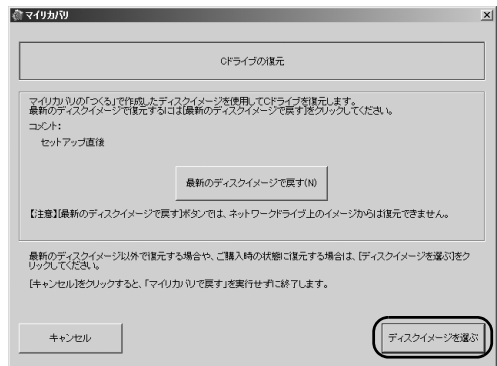 マイリカバリ
Cドライブの復元
マイリカバリの「つくる」で作成したディスクイメージを使用してCドライブを復元します。
最新のディスクイメージで復元するには[最新のディスクイメージで戻す]をクリックしてください。
コメント：
セットアップ直後
最新のディスクイメージで戻す(N)
【注意】[最新のディスクイメージで戻す]ボタンでは、ネットワークドライブ上のイメージからは復元できません。
最新のディスクイメージ以外で復元する場合や、ご購入時の状態に復元する場合は、[ディスクイメージを選ぶ]をク
リックしてください。
[キャンセル]をクリックすると、「マイリカバリで戻す」を実行せずに終了します。
キャンセル
ディスクイメージを選ぶ